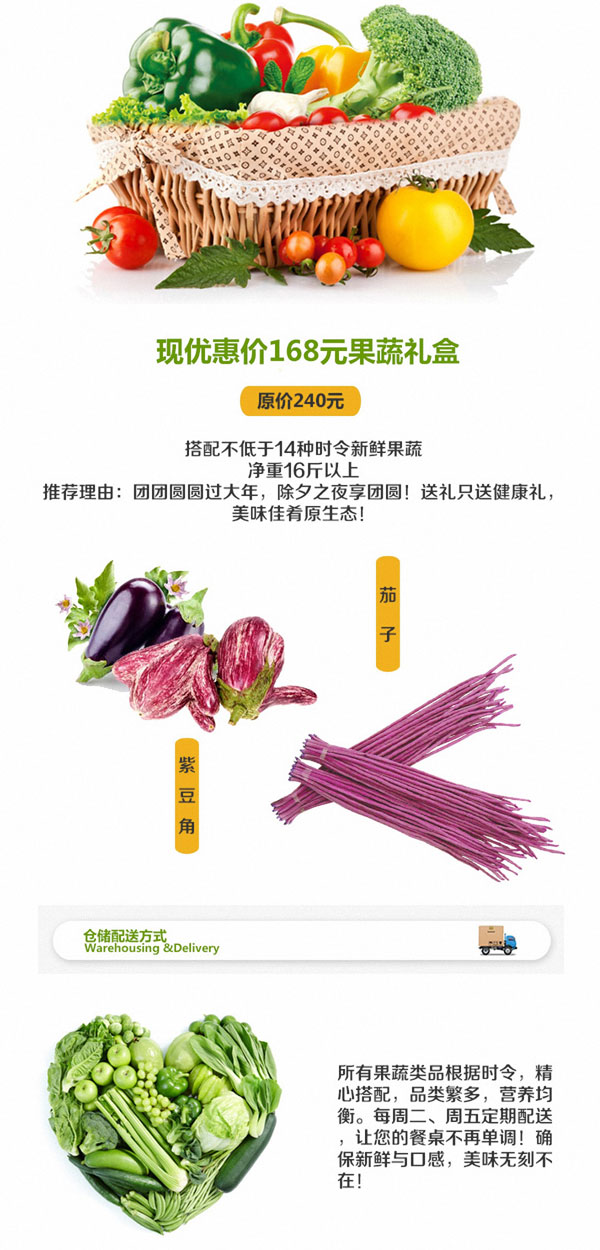 现优惠价168元果蔬礼盒
原价240元
搭配不低于14种时令新鲜果蔬
净重16斤以上
推荐理由：团团圆圆过大年，除夕之夜享团圆！送礼只送健康礼，
美味佳肴原生态！
茄子
紫豆角
仓储配送方式
Warehousing &Delivery
所有果蔬类品根据时令，精
心搭配，品类繁多，营养均
衡。每周二、周五定期配送
，让您的餐桌不再单调！确
保新鲜与口感，美味无刻不
在！